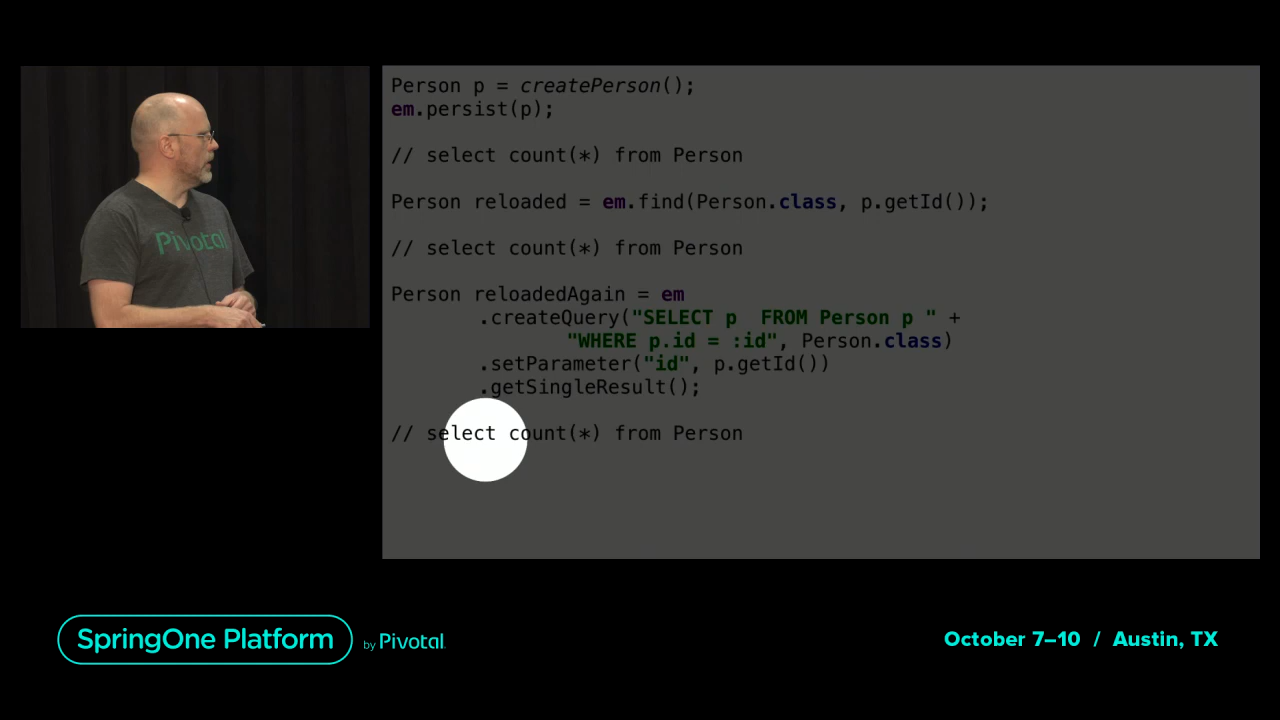 Pivotal
Person p = createPerson();
em.persist(p);
// select count(*) from Person
Person reloaded = em.find(Person.class, p.getId());
// select count(*) from Person
Person reloadedAgain = em
.createQuery("SELECT p  FROM Person p " +
"WHERE p.id = :id", Person.class)
.setParameter("id", p.getId())
.getSingleResult();
// select count(*) from Person
SpringOne Platform by Pivotal
October 7–10 / Austin, TX